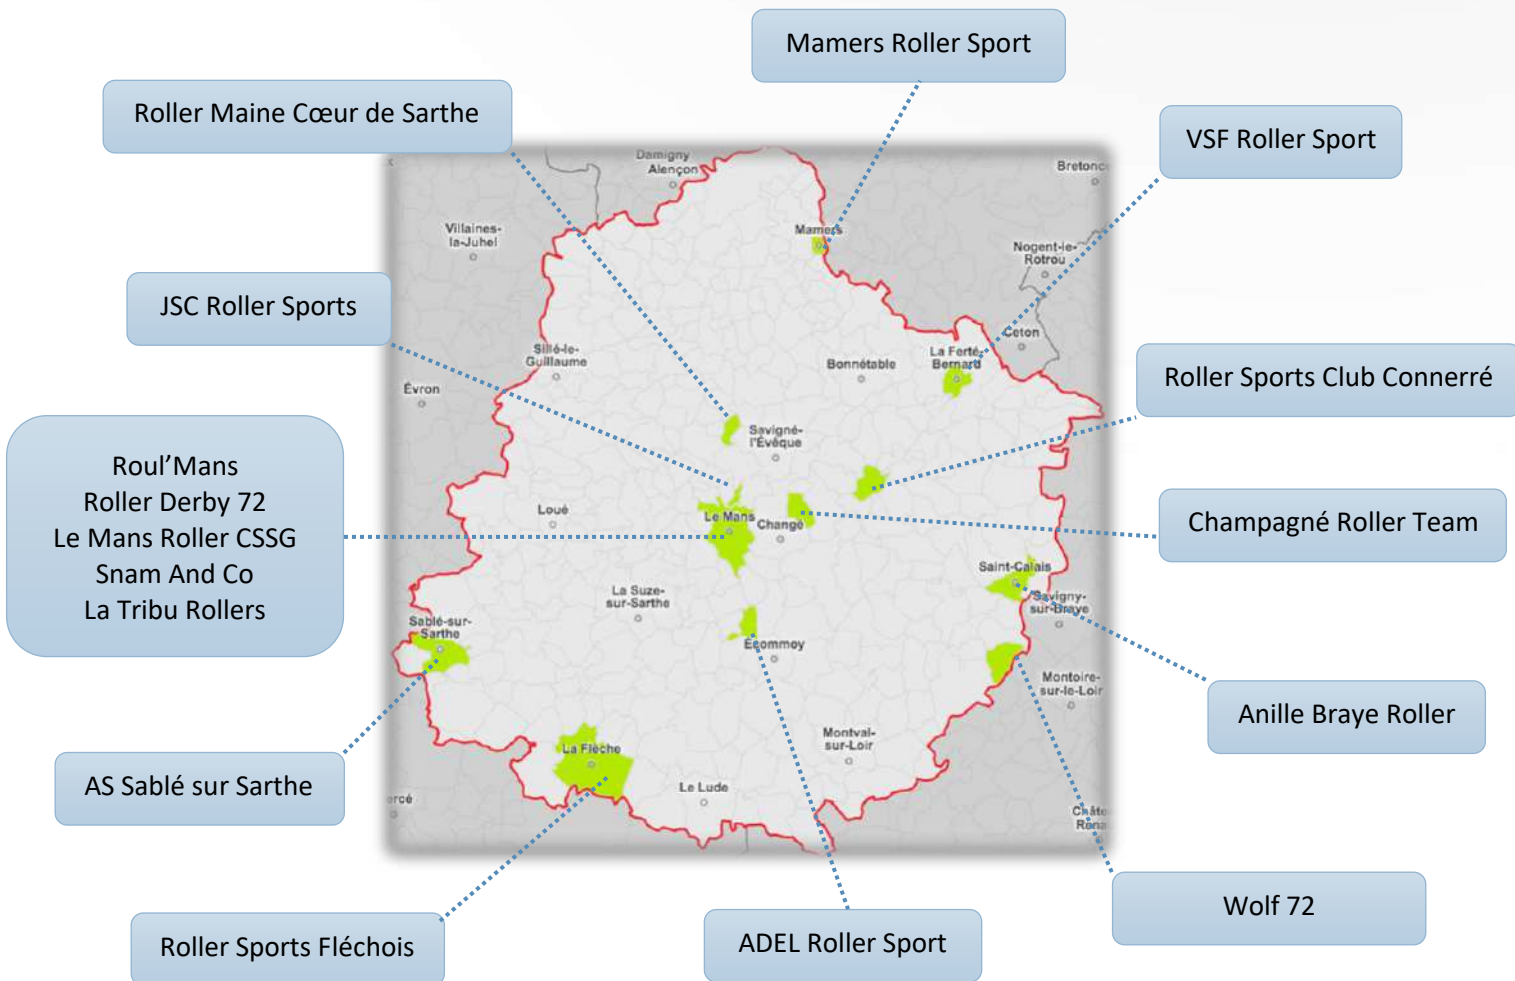 Mamers Roller Sport
Roller Maine Cœur de Sarthe
VSF Roller Sport
Damigny
Alençon
Villaines-
la-Juhel
Mamers
Nogent-le-
Rotrou
JSC Roller Sports
Sillé-le-
Guillaume
Bonnétable
La Ferté-
Bernard
Ceton
Évron
Roller Sports Club Connerré
Savigné-
l'Évêque
Roul’Mans
Roller Derby 72
Le Mans Roller CSSG
Snam And Co
La Tribu Rollers
Loué
Le Mans
Changé
Champagné Roller Team
Saint-Calais
Savigny-
sur-Braye
La Suze-
sur-Sarthe
Sablé-sur-
Sarthe
Écommoy
Montoire-
sur-le-Loir
Anille Braye Roller
Montval-
sur-Loir
La Flèche
AS Sablé sur Sarthe
Le Lude
Wolf 72
Roller Sports Fléchois
ADEL Roller Sport